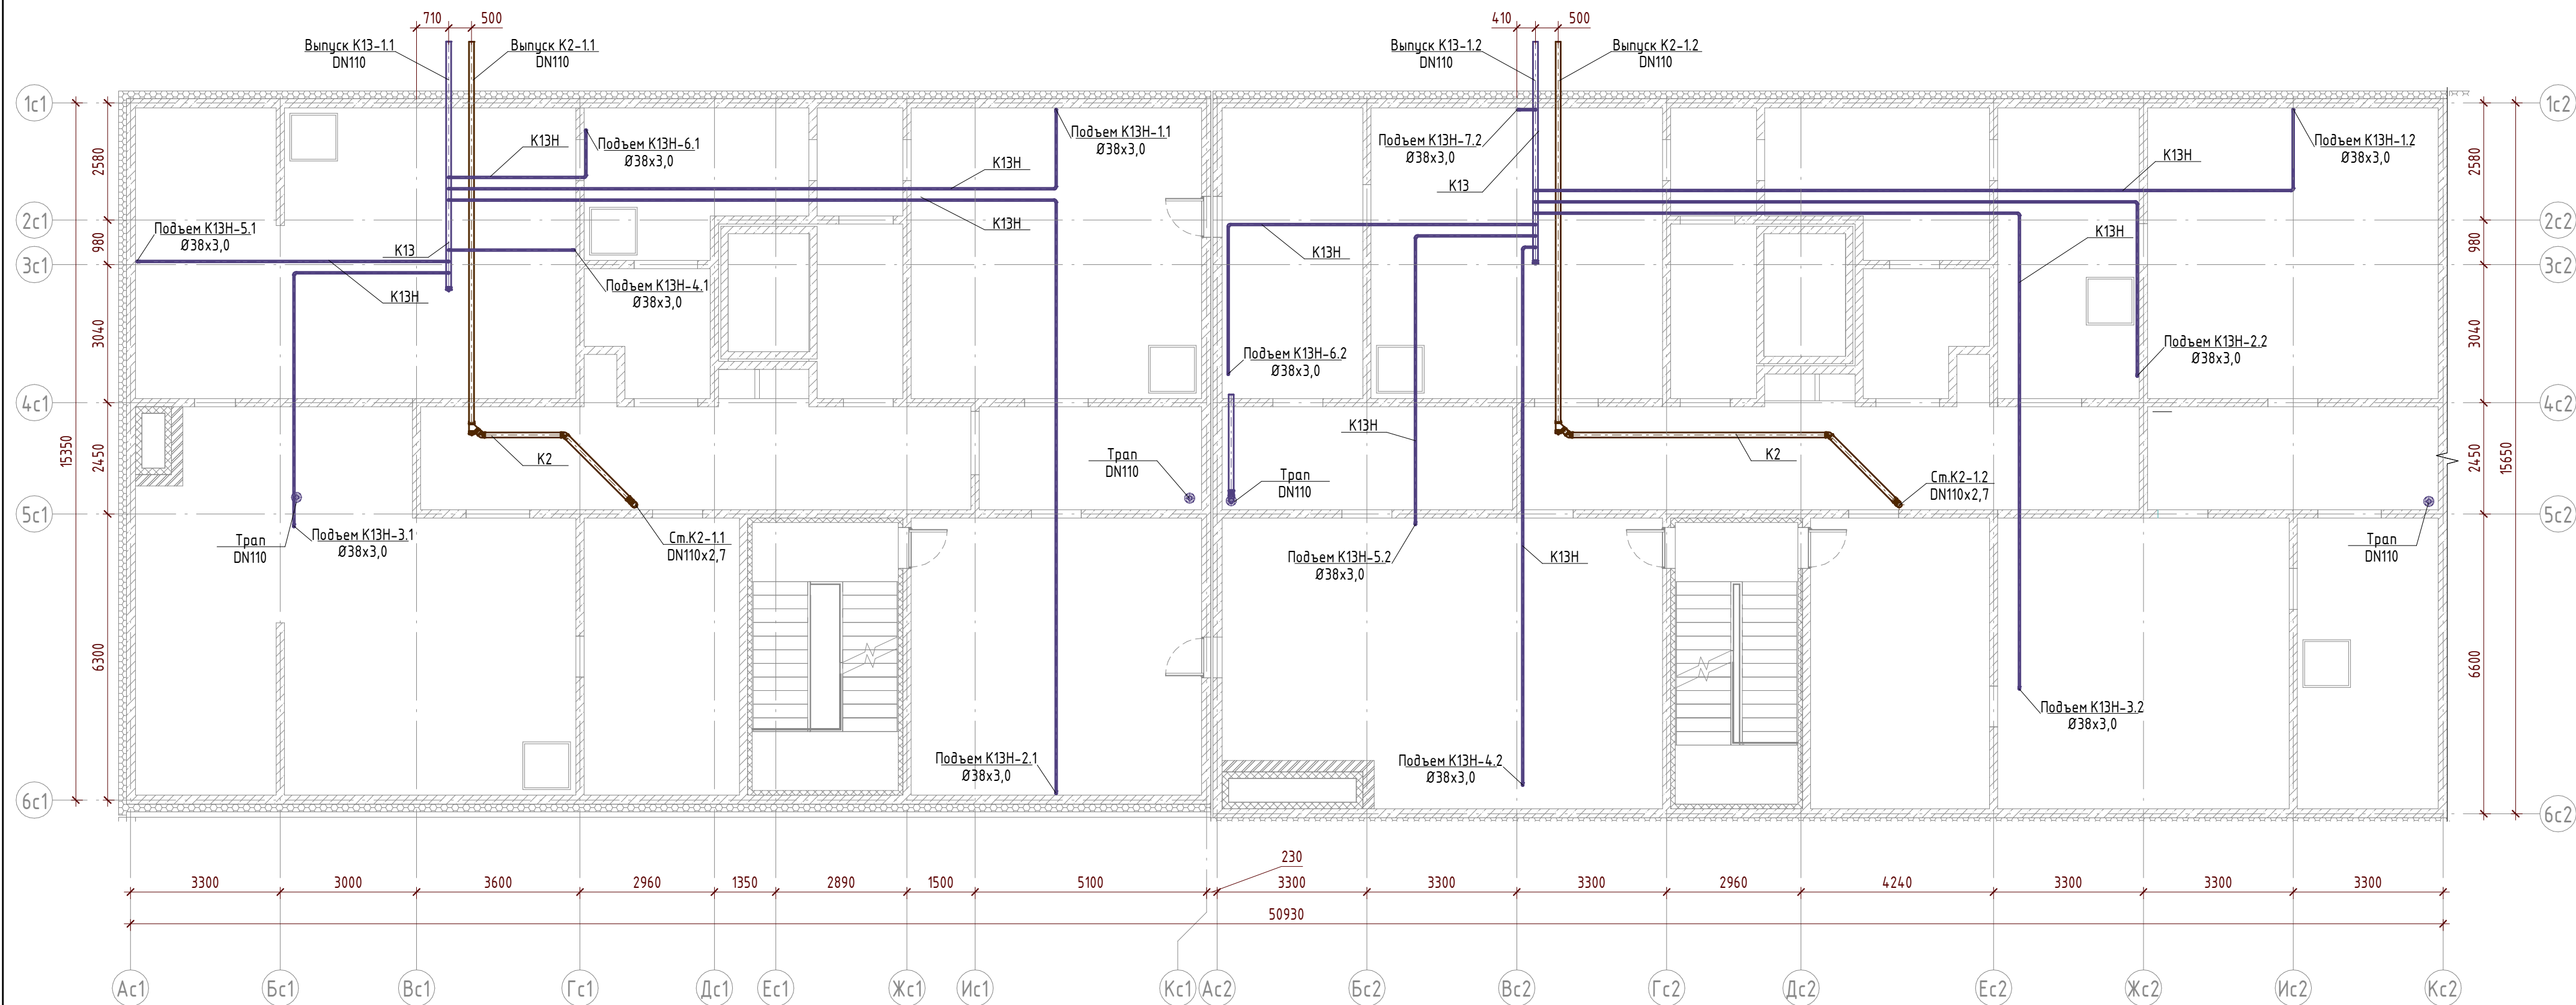 710
500
410
500
Выпуск К13-1.1
DN110
Выпуск К2-1.1
DN110
Выпуск К13-1.2
DN110
Выпуск К2-1.2
DN110
1с1
1с2
Подъем К13Н-6.1
Ø38х3,0
К13Н
Подъем К13Н-1.1
Ø38х3,0
К13Н
Подъем К13Н-7.2
Ø38х3,0
К13
Подъем К13Н-1.2
Ø38х3,0
К13Н
2580
2580
2с1
2с2
Подъем К13Н-5.1
Ø38х3,0
К13
К13Н
К13Н
К13Н
980
980
3с1
3с2
К13Н
Подъем К13Н-4.1
Ø38х3,0
3040
3040
Подъем К13Н-6.2
Ø38х3,0
Подъем К13Н-2.2
Ø38х3,0
4с1
4с2
К13Н
К2
К2
Трап
DN110
Трап
DN110
Ст.К2-1.2
DN110х2,7
15350
2450
2450
15650
5с1
5с2
Трап
DN110
Подъем К13Н-3.1
Ø38х3,0
Ст.К2-1.1
DN110х2,7
Подъем К13Н-5.2
Ø38х3,0
К13Н
Трап
DN110
6300
6600
Подъем К13Н-3.2
Ø38х3,0
Подъем К13Н-2.1
Ø38х3,0
Подъем К13Н-4.2
Ø38х3,0
6с1
6с2
230
3300
3000
3600
2960
1350
2890
1500
5100
3300
3300
3300
2960
4240
3300
3300
3300
50930
Ас1
Бс1
Вс1
Гс1
Дс1
Ес1
Жс1
Ис1
Кс1
Ас2
Бс2
Вс2
Гс2
Дс2
Ес2
Жс2
Ис2
Кс2